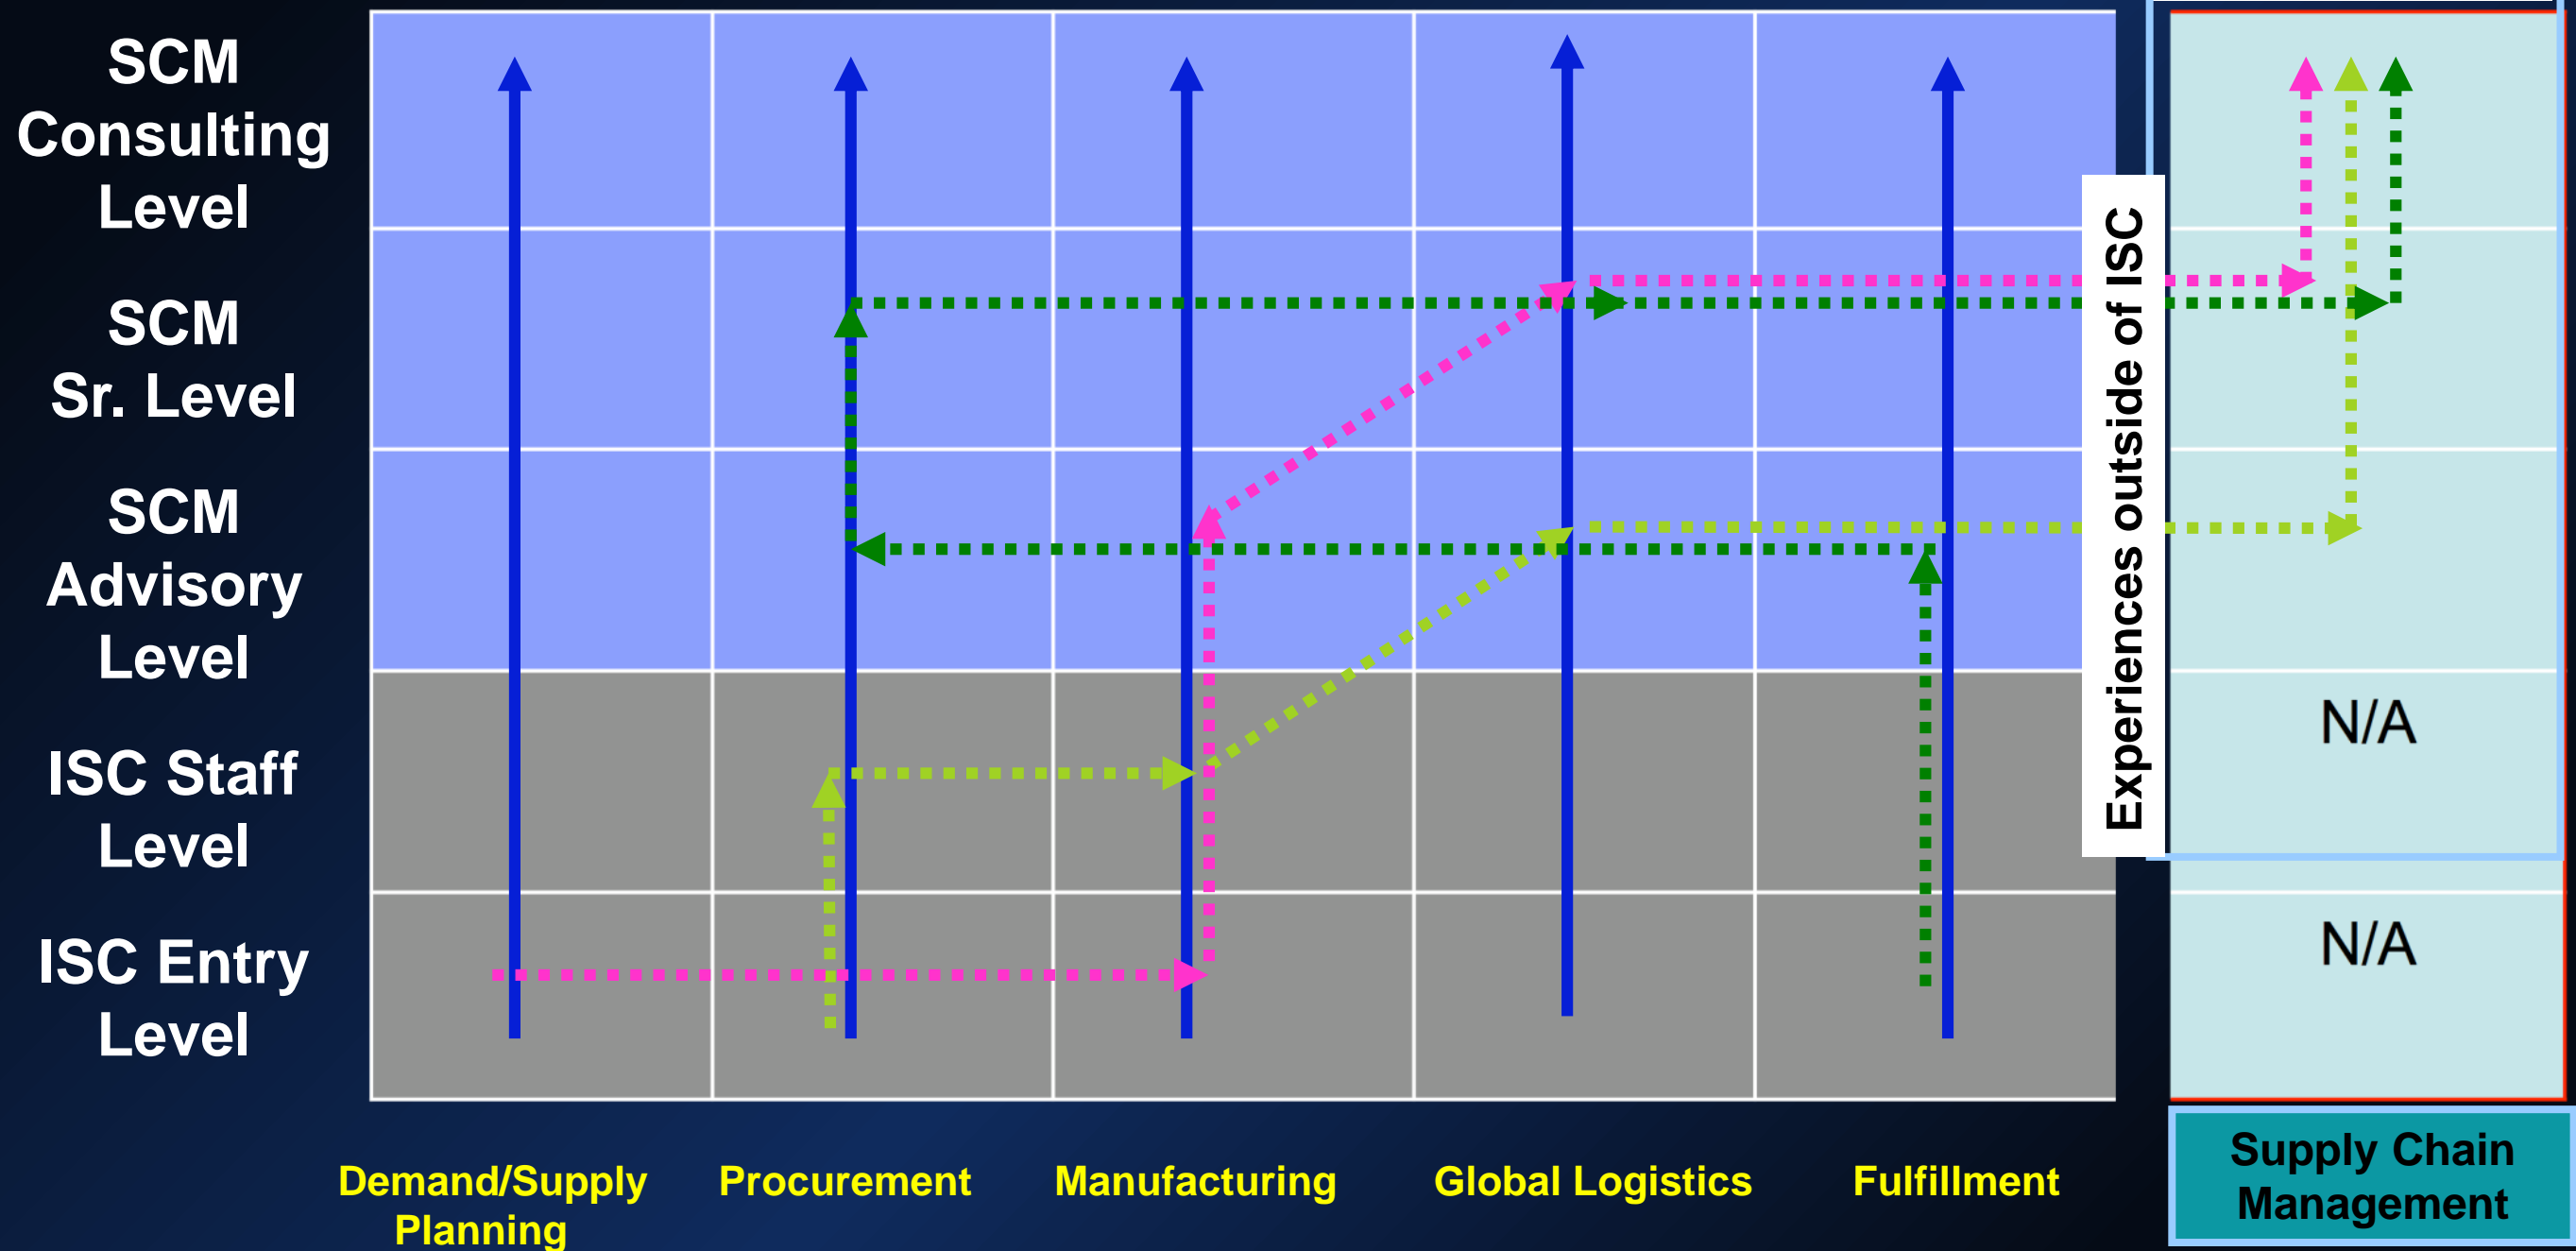 SCM
Consulting
Level
SCM
Sr. Level
SCM
Advisory
Level
ISC Staff
Level
ISC Entry
Level
Experiences outside of ISC
N/A
N/A
Demand/Supply
Planning
Procurement
Manufacturing
Global Logistics
Fulfillment
Supply Chain
Management